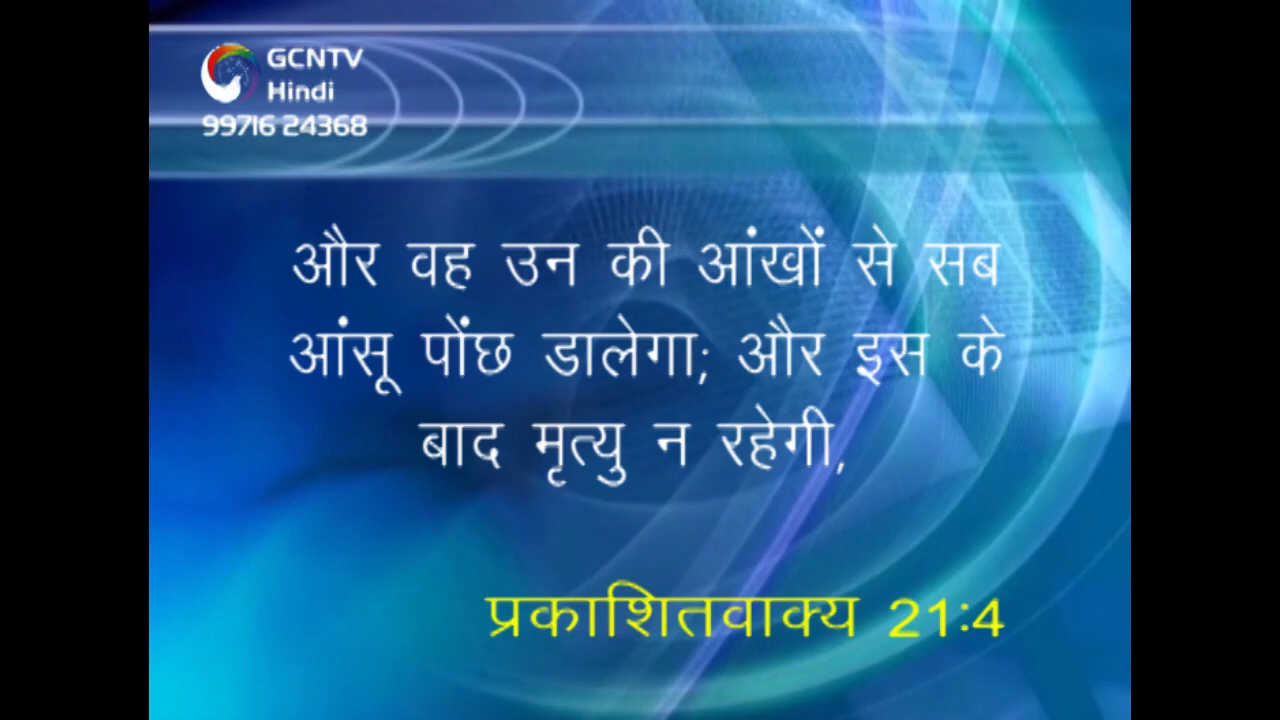 GCNTV
Hindi
99716 24368
और वह उन की आंखों से सब
आंसू पोंछ डालेगा; और इस के
बाद मृत्यु न रहेगी,
प्रकाशितवाक्य 21:4